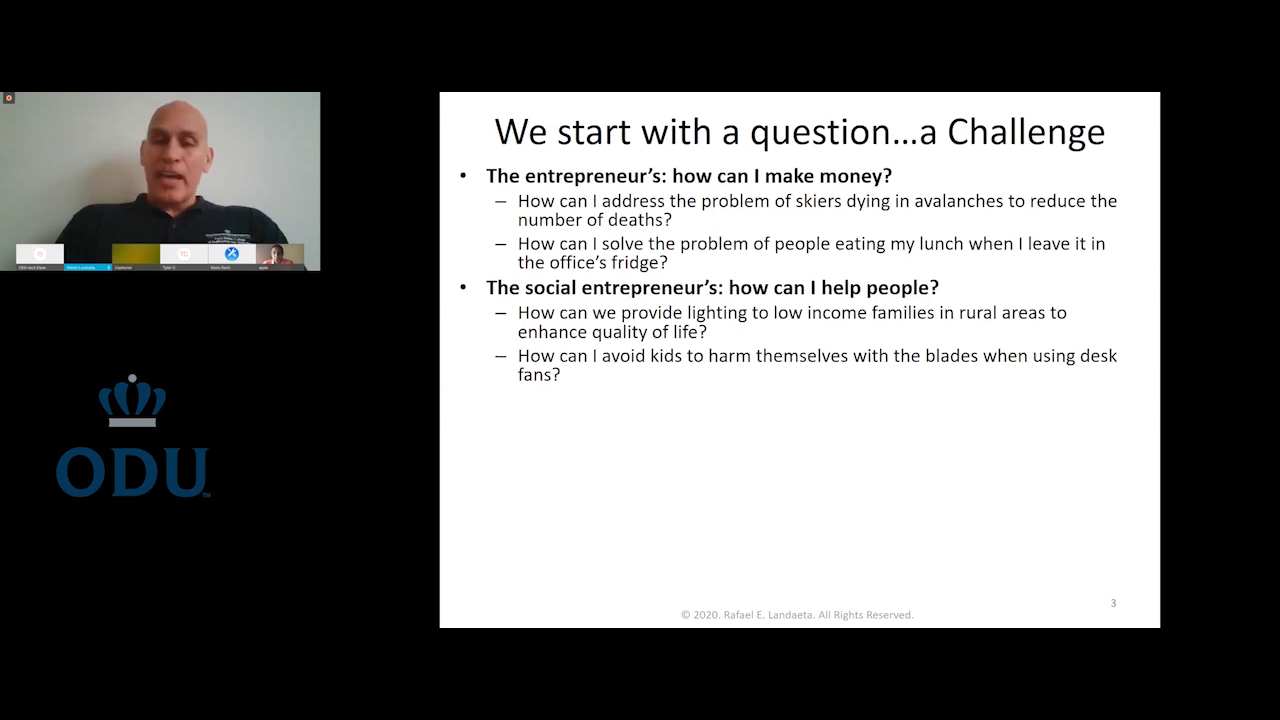 We start with a question...a Challenge
• The entrepreneur's: how can I make money?
– How can I address the problem of skiers dying in avalanches to reduce the
number of deaths?
– How can I solve the problem of people eating my lunch when I leave it in
the office's fridge?
• The social entrepreneur's: how can I help people?
– How can we provide lighting to low income families in rural areas to
enhance quality of life?
– How can I avoid kids to harm themselves with the blades when using desk
fans?
3
© 2020. Rafael E. Landaeta. All Rights Reserved.
TC
Captioner
Tyler C
ODU